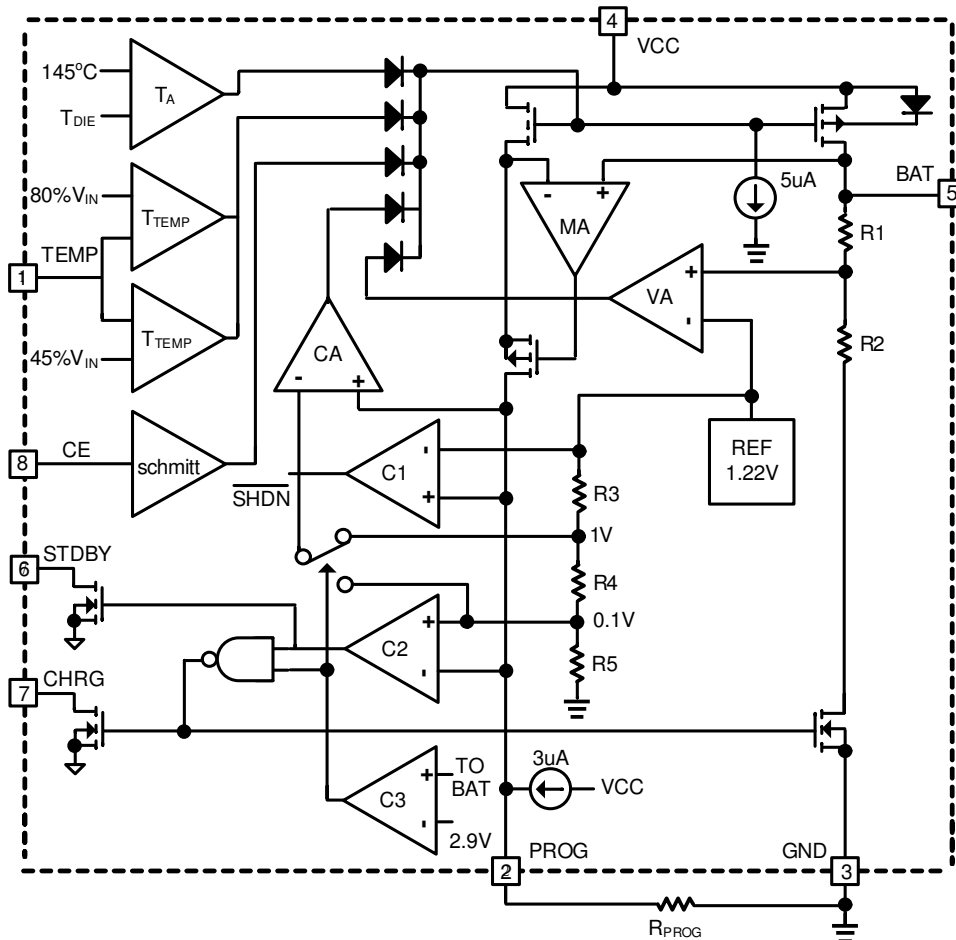 4
VCC
145°C
TA
TDIE
80%VIN
TTEMP
TEMP
1
TTEMP
45%VIN
MA
5uA
BAT
5
R1
VA
R2
CA
REF
1.22V
8
CE
schmitt
C1
SHDN
R3
1V
R4
0.1V
R5
STDBY
6
C2
CHRG
7
C3
TO
BAT
2.9V
3uA
VCC
PROG
2
GND
3
RPROG
+
-
+
-
+
-
+
-
+
-
+
-